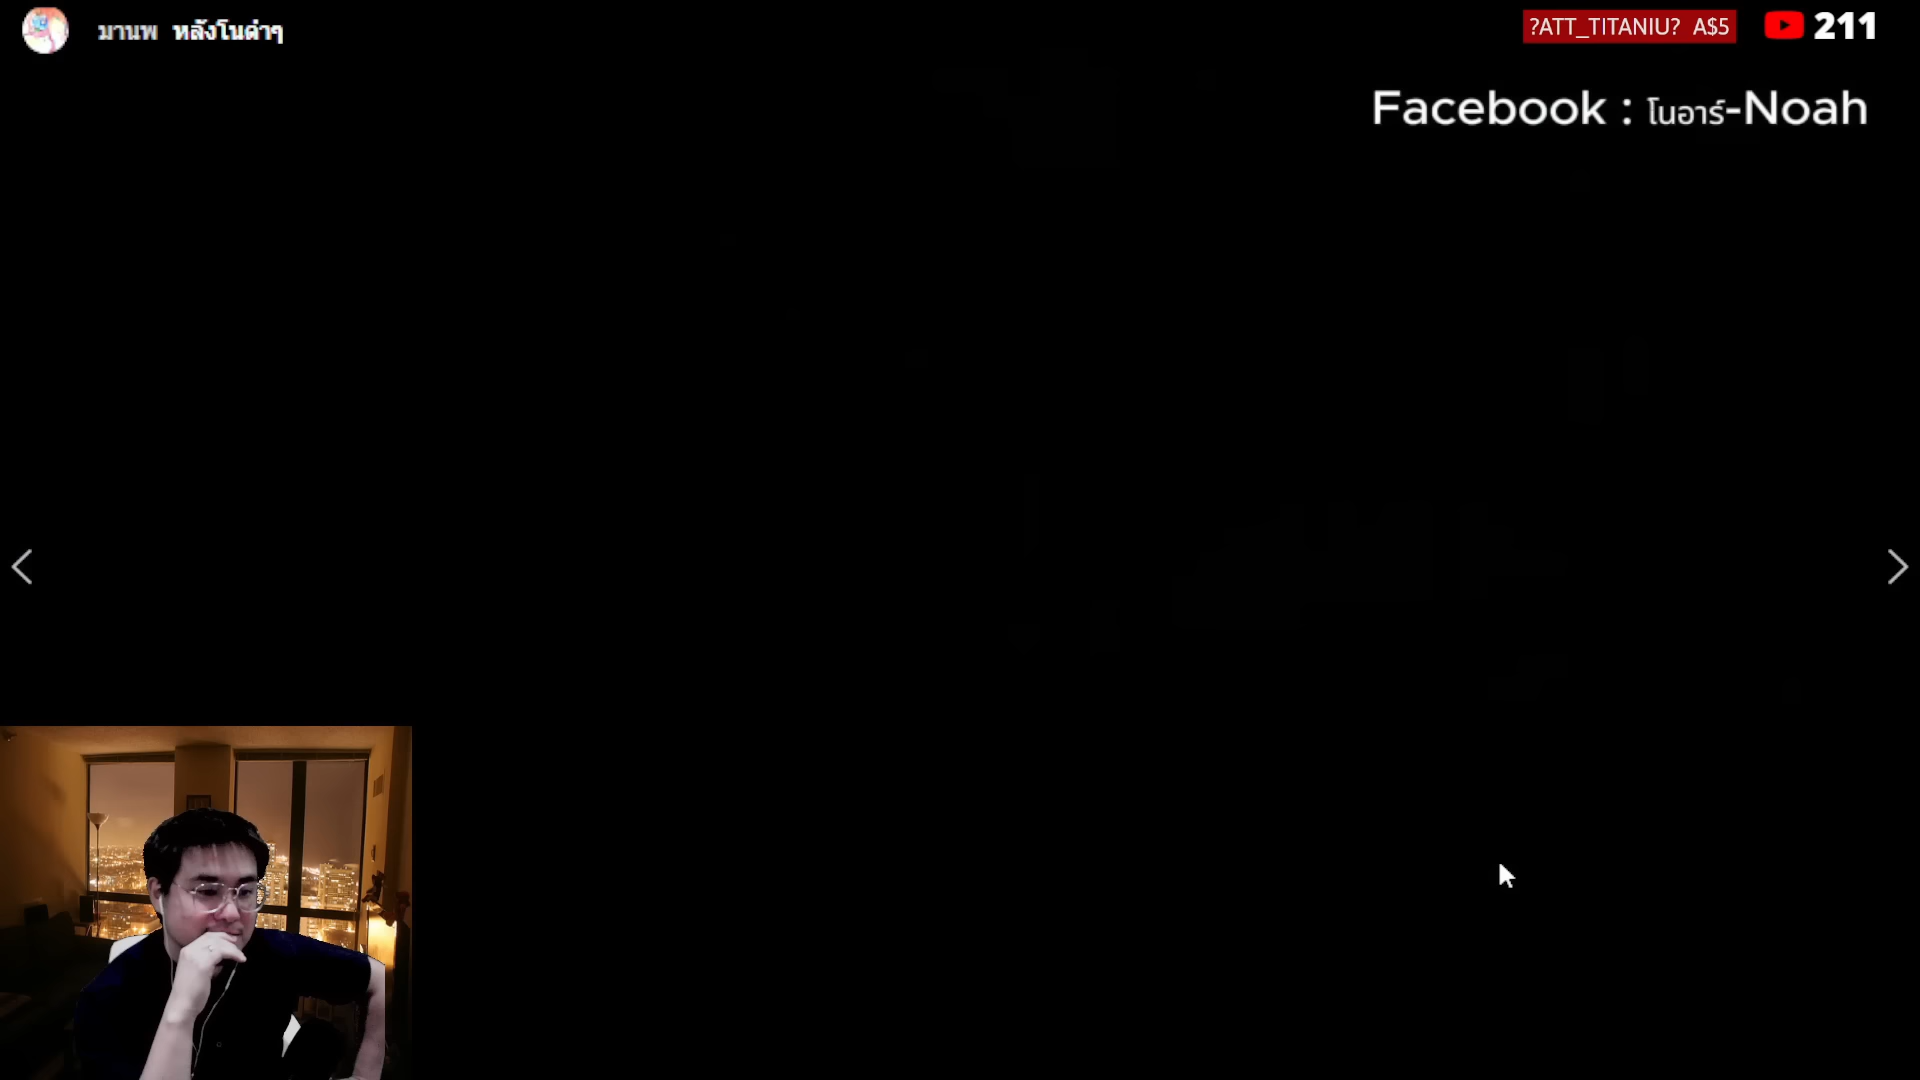 มานพ หลังโนด่าๆ
?ATT_TITANIU? A$5
211
Facebook : โนอาร์-Noah